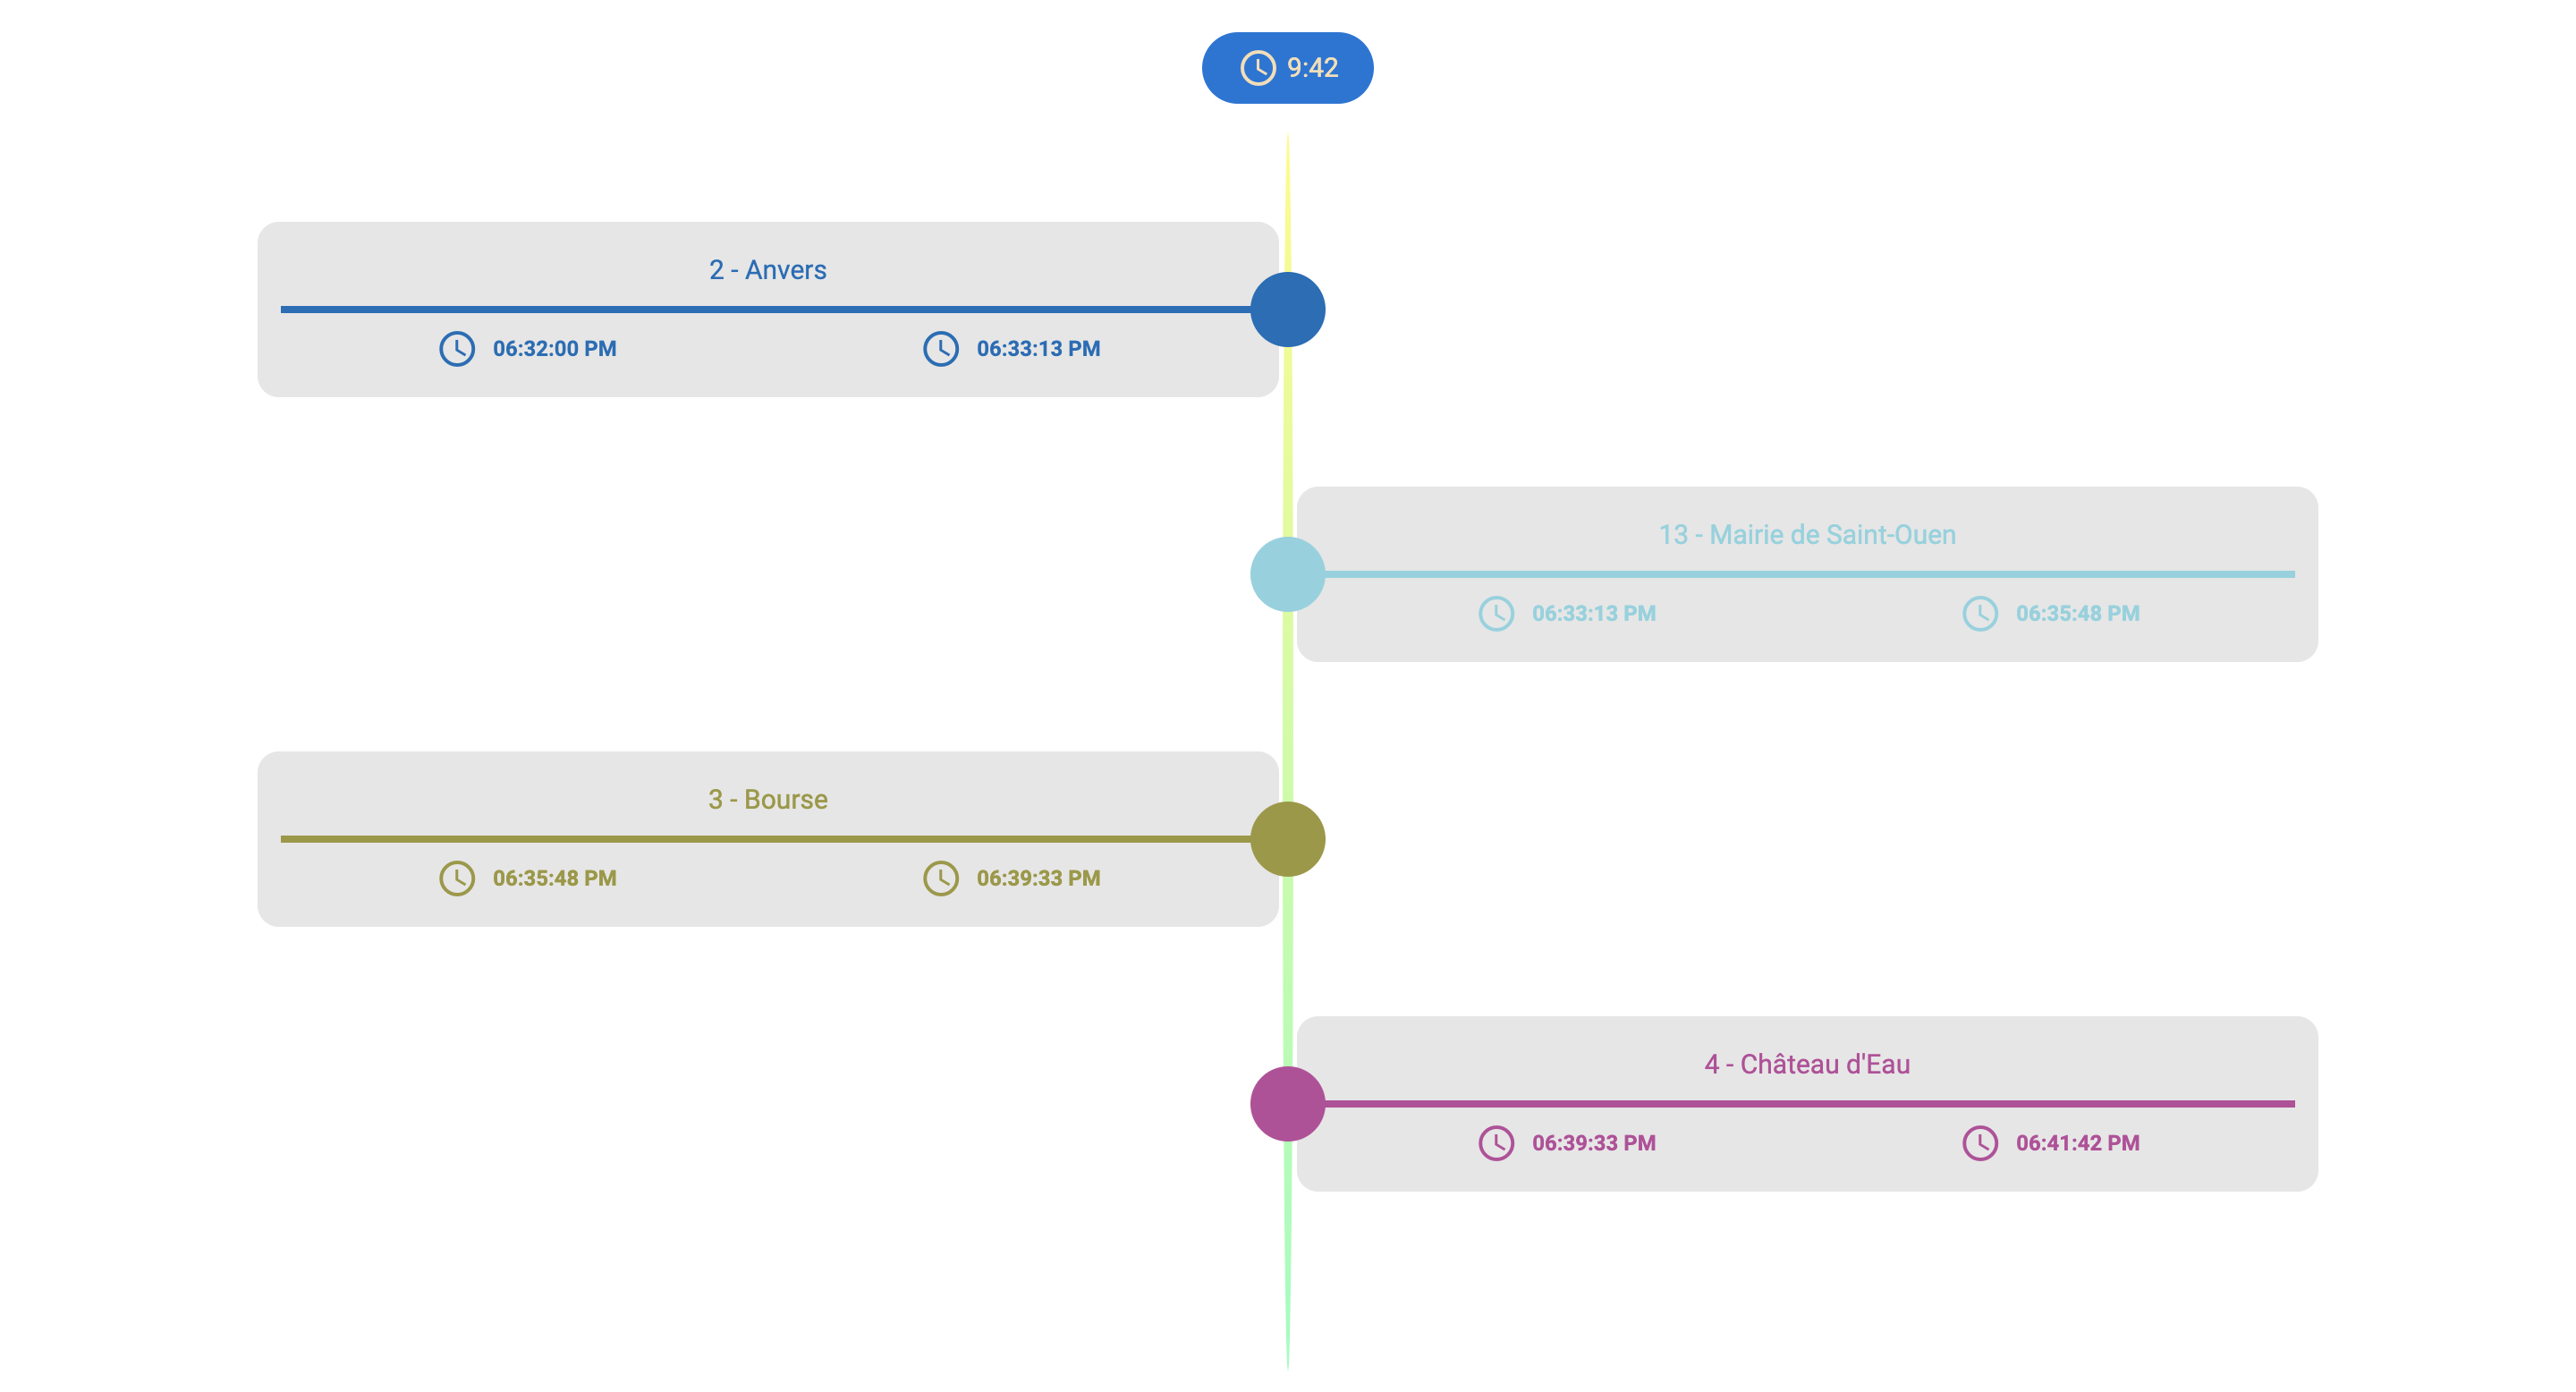 9:42
2 - Anvers
06:32:00 PM 06:33:13 PM
13 - Mairie de Saint-Ouen
06:33:13 PM 06:35:48 PM
3 - Bourse
06:35:48 PM 06:39:33 PM
4 - Château d'Eau
06:39:33 PM 06:41:42 PM